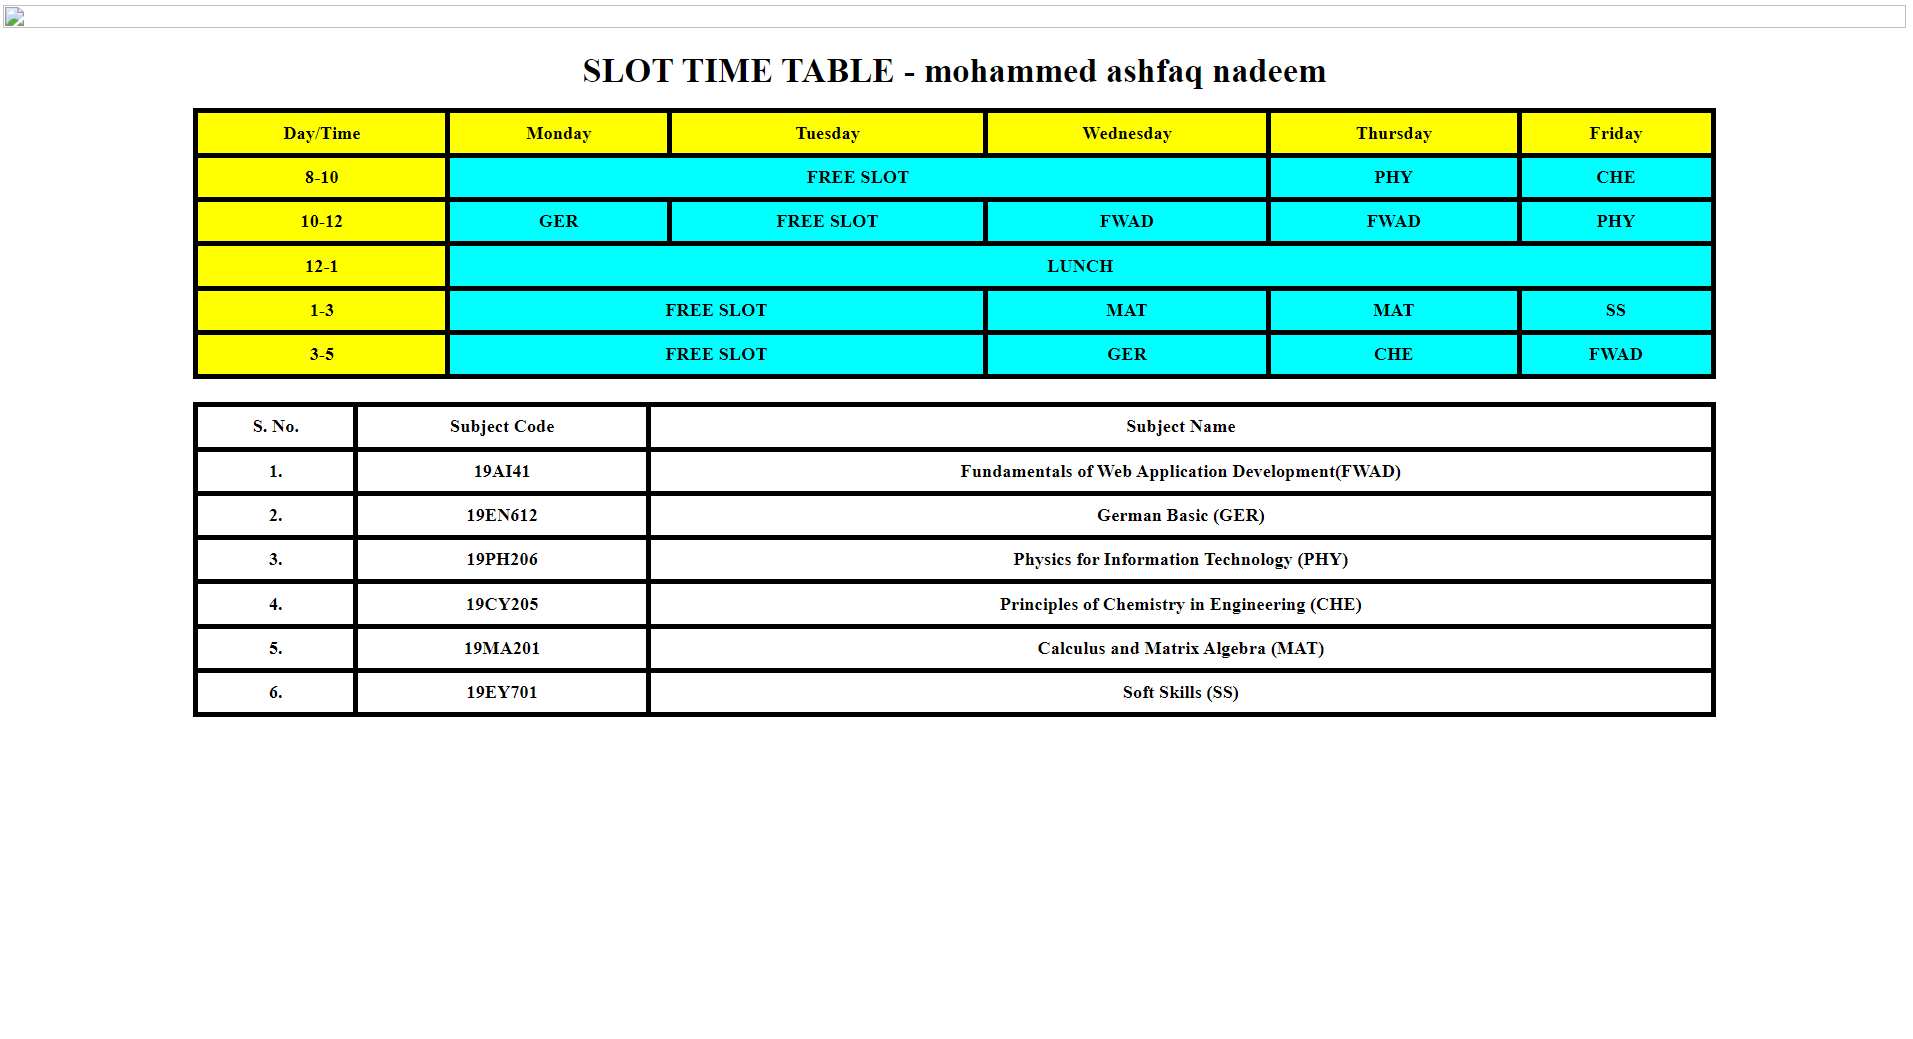 SLOT TIME TABLE - mohammed ashfaq nadeem
Day/Time Monday Tuesday Wednesday Thursday Friday
8-10 FREE SLOT PHY CHE
10-12 GER FREE SLOT FWAD FWAD PHY
12-1 LUNCH
1-3 FREE SLOT MAT MAT SS
3-5 FREE SLOT GER CHE FWAD
S. No. Subject Code Subject Name
1. 19AI41 Fundamentals of Web Application Development(FWAD)
2. 19EN612 German Basic (GER)
3. 19PH206 Physics for Information Technology (PHY)
4. 19CY205 Principles of Chemistry in Engineering (CHE)
5. 19MA201 Calculus and Matrix Algebra (MAT)
6. 19EY701 Soft Skills (SS)